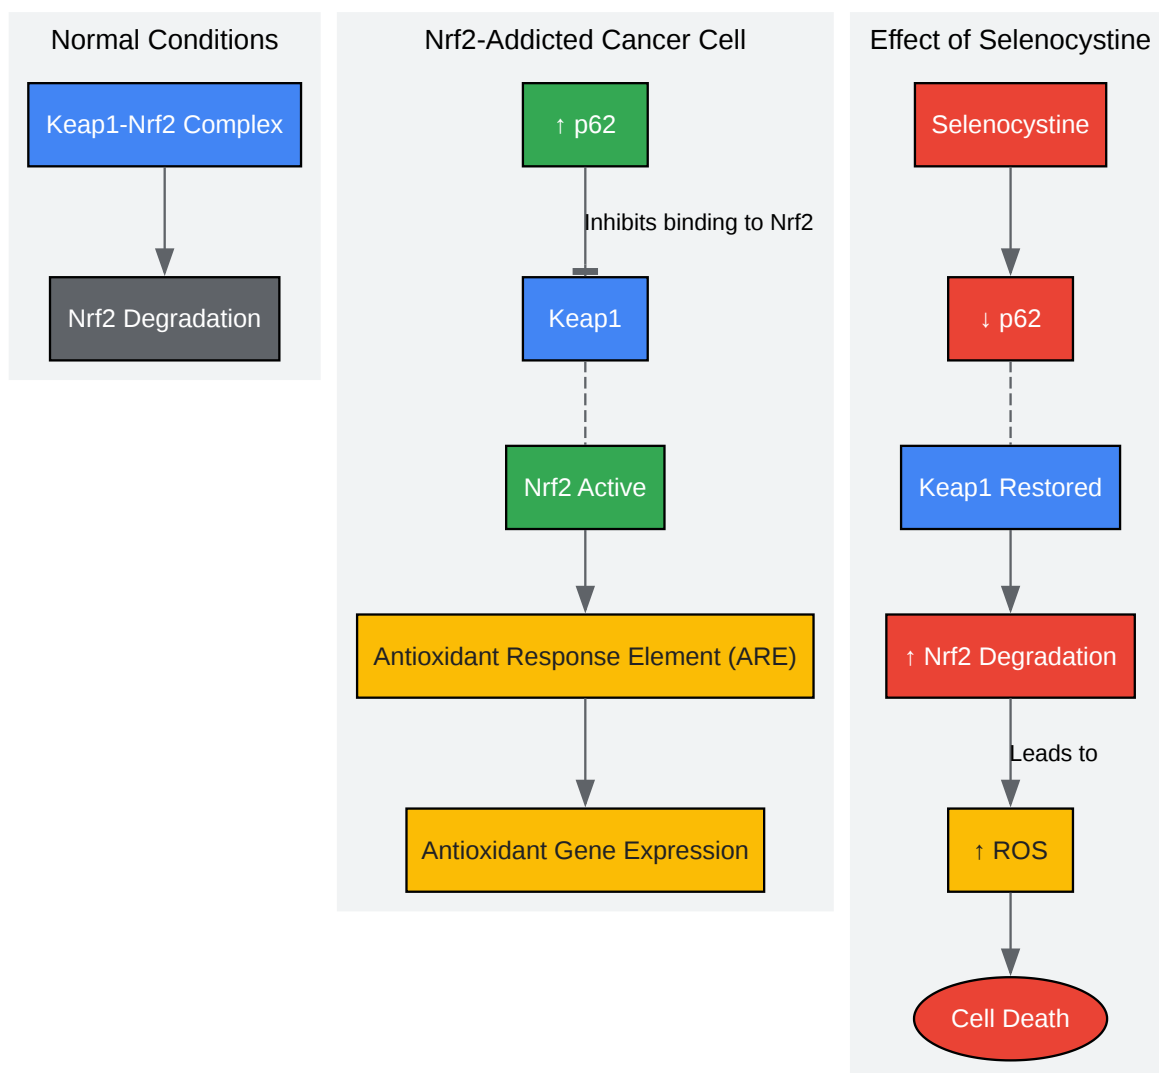 Normal Conditions
Keap1-Nrf2 Complex
Nrf2 Degradation
Nrf2-Addicted Cancer Cell
↑ p62
Inhibits binding to Nrf2
Keap1
Nrf2 Active
Antioxidant Response Element (ARE)
Antioxidant Gene Expression
Effect of Selenocystine
Selenocystine
↓ p62
Keap1 Restored
↑ Nrf2 Degradation
Leads to
↑ ROS
Cell Death